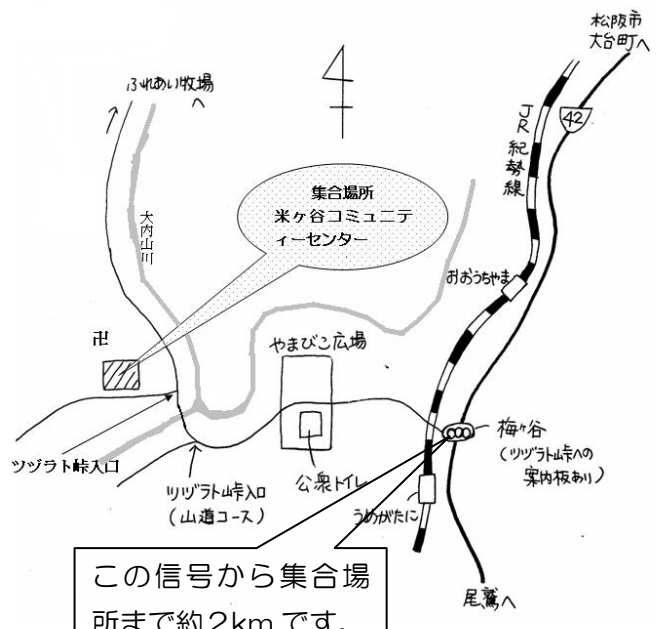 松阪市
大台町へ
ふれあい牧場
へ
42
JR紀勢線
集合場所
米ヶ谷コミュニテ
ィーセンター
大内山川
おおうちやま
卍
やまびこ広場
梅ヶ谷
(ツヅラト峠への
案内板あり)
ツヅラト峠入口
ツヅラト峠入口
(山道コース)
公衆トイレ
うめがたに
この信号から集合場
所まで約2kmです。
尾鷲へ